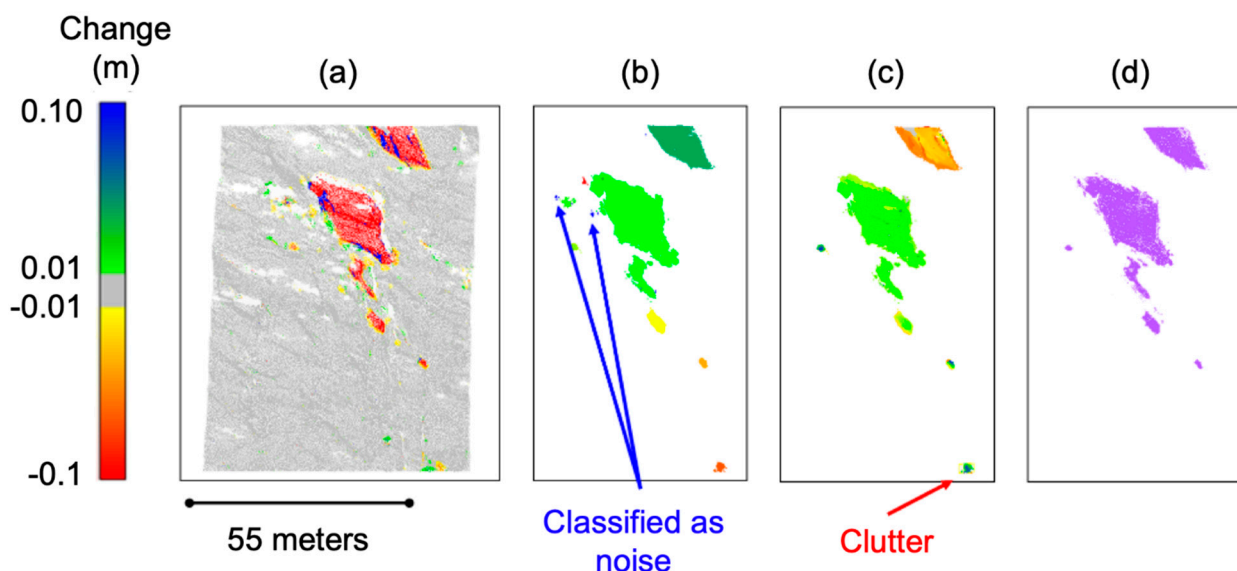 Change
(m)
(a)
(b)
(c)
(d)
0.10
0.01
-0.01
-0.1
55 meters
Classified as
noise
Clutter